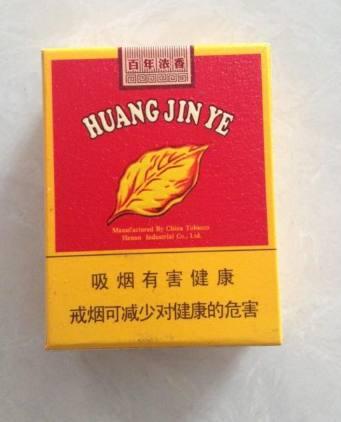 百年浓香
HUANG JIN YE
Manufactured By China Tobacco
Henan Industrial Co., Ltd.
吸烟有害健康
戒烟可减少对健康的危害